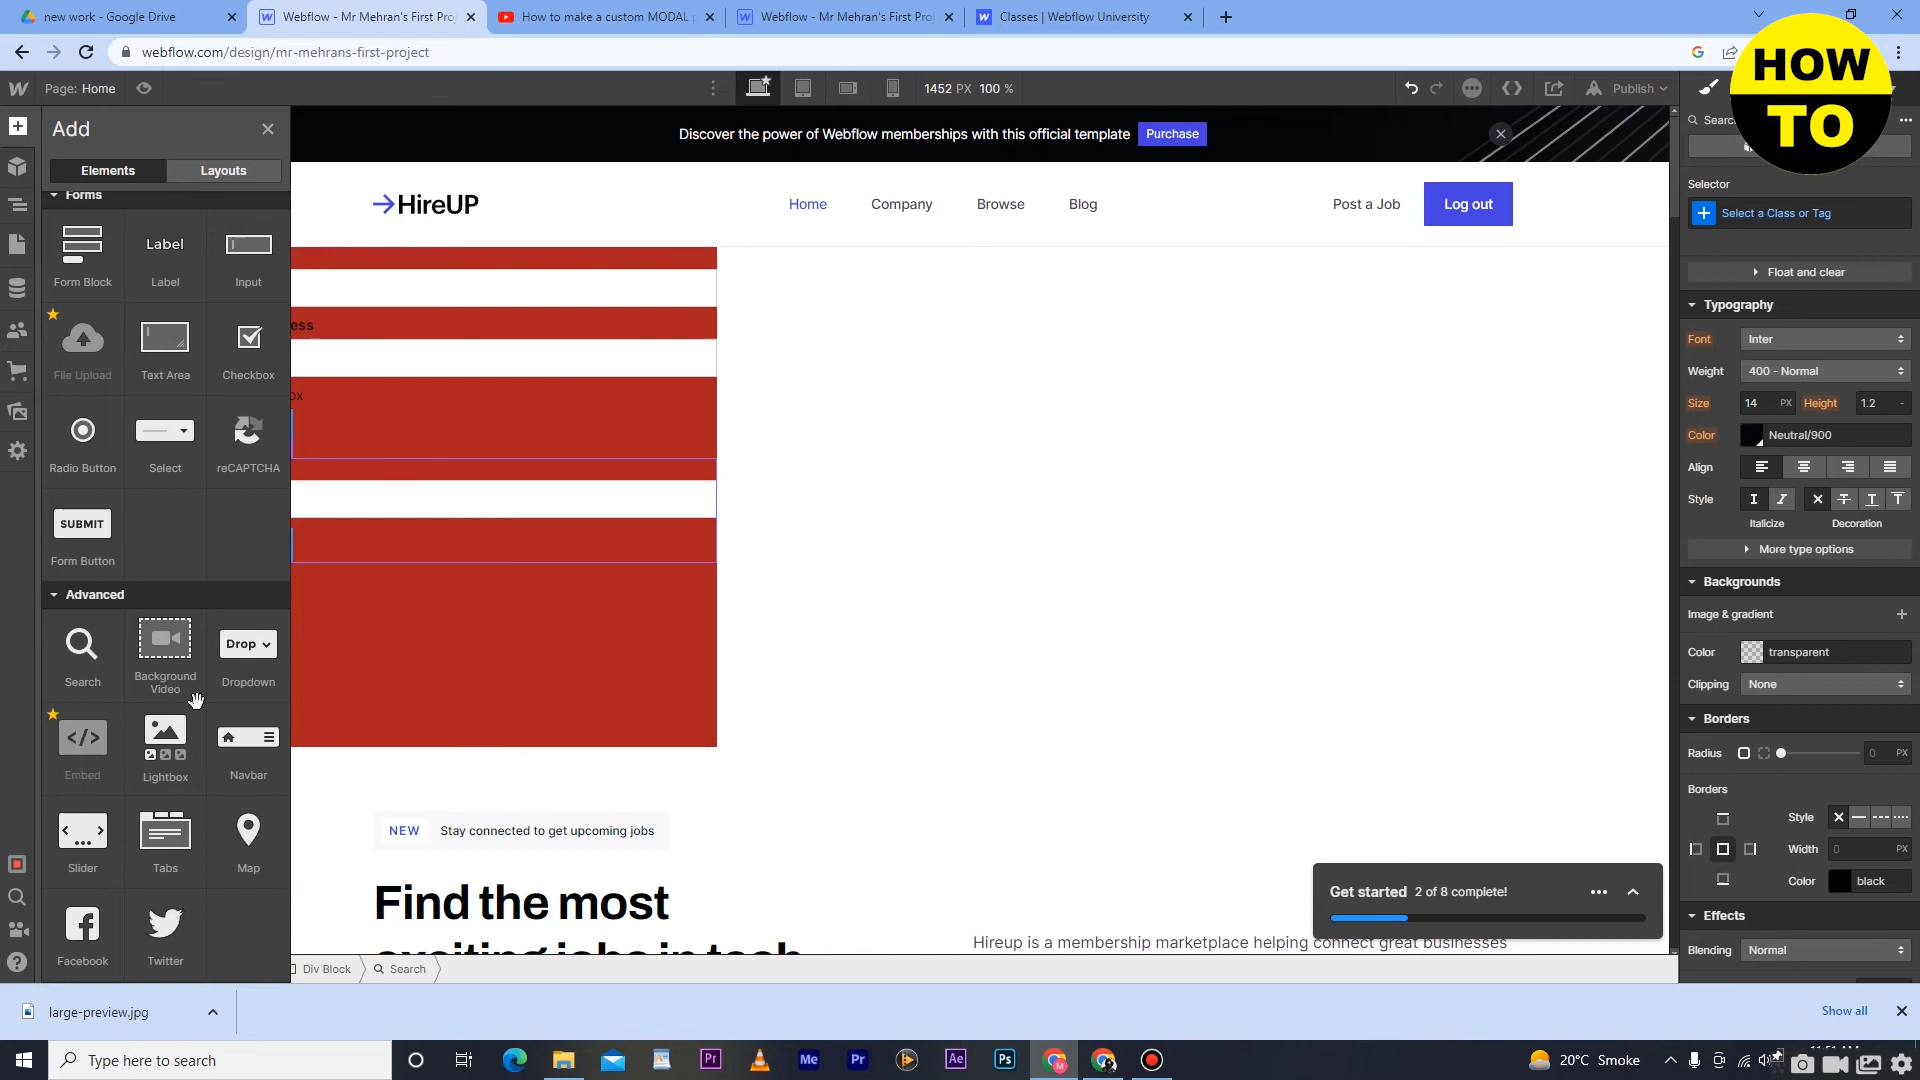 new work - Google Drive
Webflow - Mr Mehran's First Proj
How to make a custom MODAL p
Webflow - Mr Mehran's First Proj
Classes | Webflow University
webflow.com/design/mr-mehrans-first-project
HOW
TO
Page: Home
1452 PX 100 %
Publish
Add
Elements
Layouts
Forms
Label
Form Block
Label
Input
File Upload
Text Area
Checkbox
Radio Button
Select
reCAPTCHA
SUBMIT
Form Button
Advanced
Drop
Search
Background
Video
Dropdown
Embed
Lightbox
Navbar
Slider
Tabs
Map
Facebook
Twitter
Discover the power of Webflow memberships with this official template
Purchase
HireUP
Home
Company
Browse
Blog
Post a Job
Log out
ess
ox
NEW
Stay connected to get upcoming jobs
Find the most
exciting jobs in tech
Hireup is a membership marketplace helping connect great businesses
Get started
2 of 8 complete!
Div Block
Search
Selector
Select a Class or Tag
Float and clear
Typography
Font
Inter
Weight
400 - Normal
Size
14
PX
Height
1.2
-
Color
Neutral/900
Align
Style
Italicize
Decoration
More type options
Backgrounds
Image & gradient
Color
transparent
Clipping
None
Borders
Radius
0
PX
Borders
Style
Width
0
PX
Color
black
Effects
Blending
Normal
large-preview.jpg
Show all
Type here to search
20°C Smoke